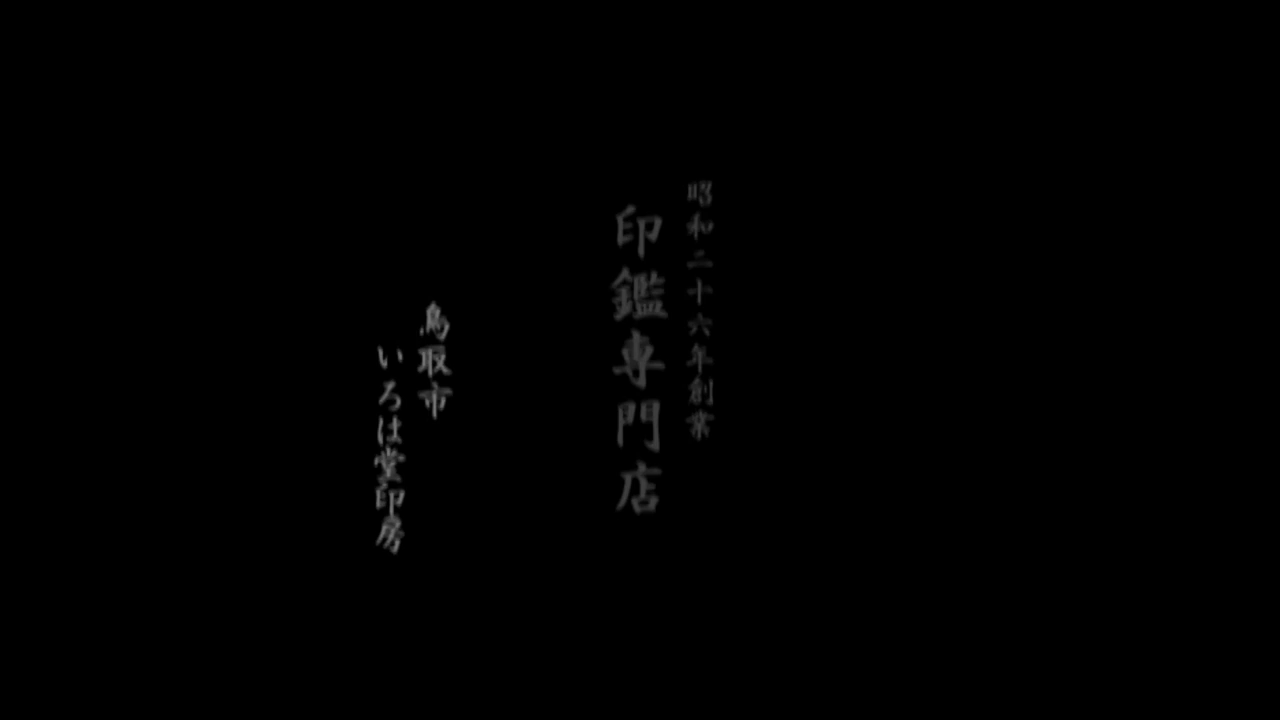 昭和二十六年創業
印鑑専門店
鳥取市
いろは堂印房